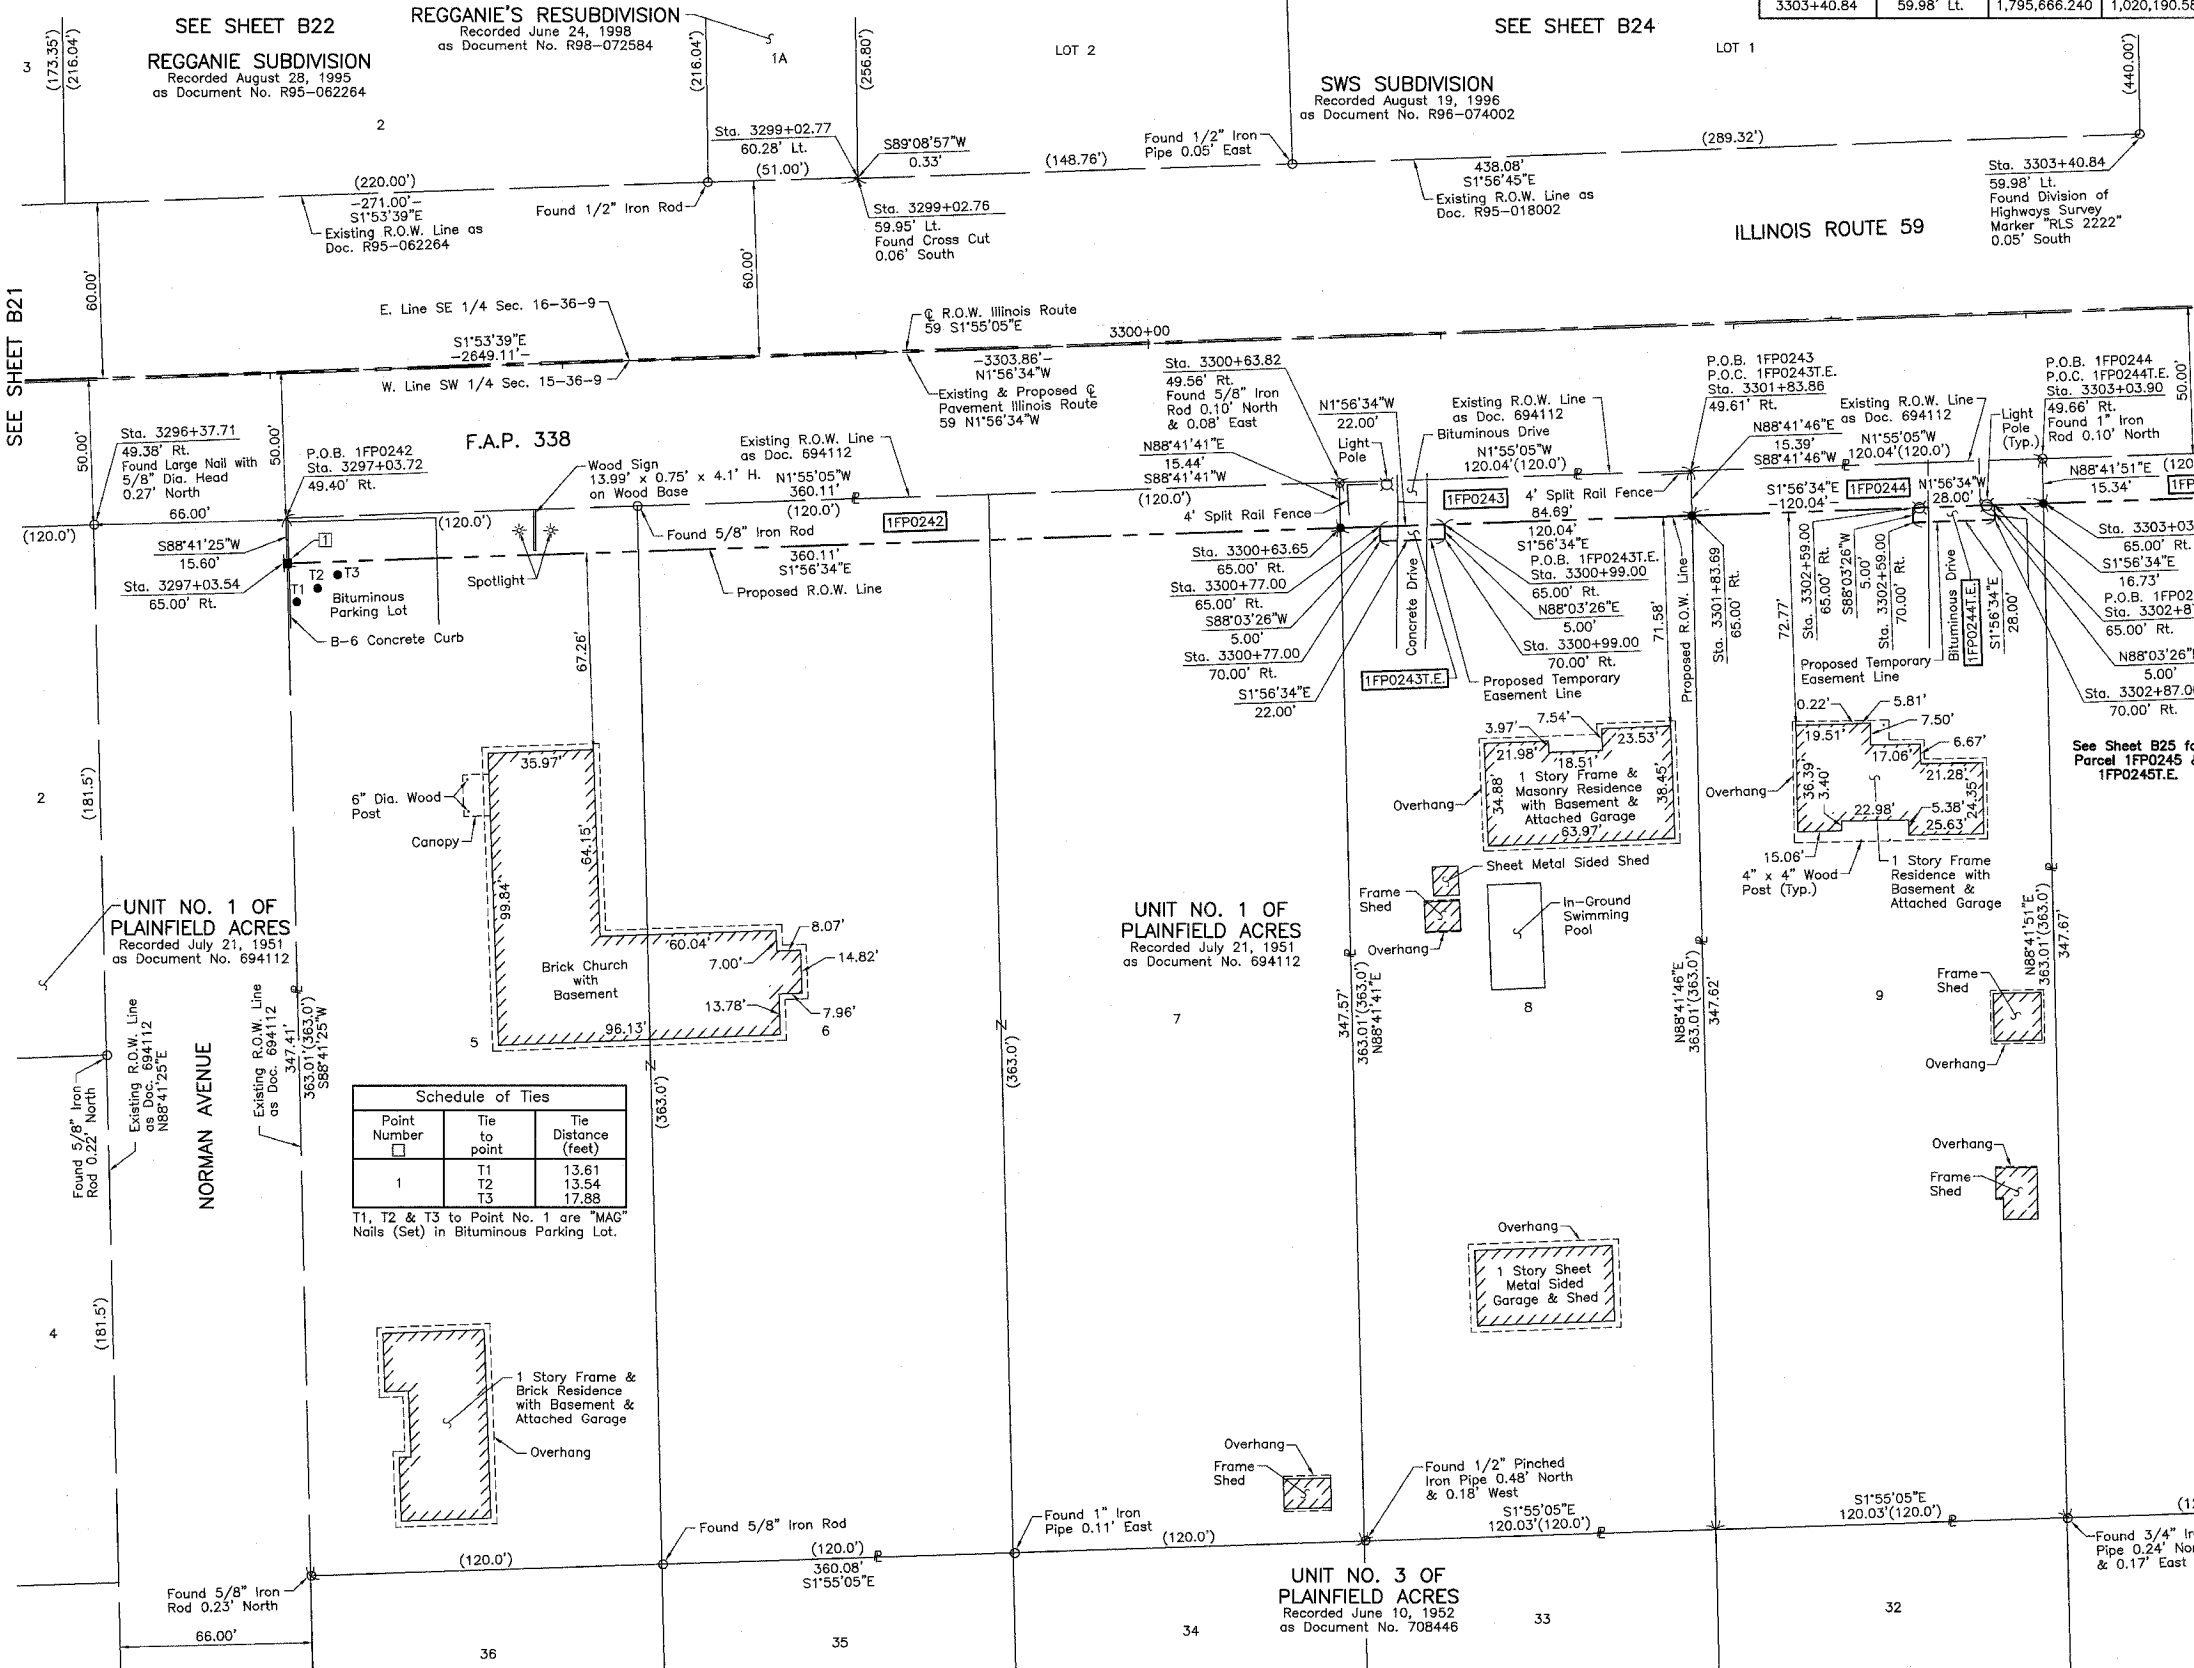 SEE SHEET B22
REGGANIE SUBDIVISION
Recorded August 28, 1995
as Document No. R95-062264
REGGANIE'S RESUBDIVISION
Recorded June 24, 1998
as Document No. R98-072584
3
(173.35')
(216.04')
2
(216.04')
1A
(256.80')
LOT 2
SEE SHEET B24
LOT 1
3303+40.84
59.98' Lt.
1,795,666.240
SWS SUBDIVISION
Recorded August 19, 1996
as Document No. R96-074002
(440.00')
Sta. 3299+02.77
60.28' Lt.
S89°08'57"W
0.33'
(220.00')
-271.00'-
S1°53'39"E
Existing R.O.W. Line as
Doc. R95-062264
(51.00')
Found 1/2" Iron Rod
Sta. 3299+02.76
59.95' Lt.
Found Cross Cut
0.06' South
(148.76')
Found 1/2" Iron
Pipe 0.05' East
438.08'
S1°56'45"E
Existing R.O.W. Line as
Doc. R95-018002
(289.32')
Sta. 3303+40.84
59.98' Lt.
Found Division of
Highways Survey
Marker "RLS 2222"
0.05' South
ILLINOIS ROUTE 59
SEE SHEET B21
60.00'
60.00'
E. Line SE 1/4 Sec. 16-36-9
S1°53'39"E
-2649.11'-
W. Line SW 1/4 Sec. 15-36-9
℄ R.O.W. Illinois Route
59 S1°55'05"E
3300+00
-3303.86'-
N1°56'34"W
Existing & Proposed ℄
Pavement Illinois Route
59 N1°56'34"W
50.00'
50.00'
50.00'
Sta. 3296+37.71
49.38' Rt.
Found Large Nail with
5/8" Dia. Head
0.27' North
66.00'
(120.0')
P.O.B. 1FP0242
Sta. 3297+03.72
49.40' Rt.
F.A.P. 338
Wood Sign
13.99' x 0.75' x 4.1' H.
on Wood Base
Existing R.O.W. Line
as Doc. 694112
N1°55'05"W
360.11'
(120.0')
(120.0')
(120.0')
1FP0242
S88°41'25"W
15.60'
Sta. 3297+03.54
65.00' Rt.
1
T1
T2
T3
Bituminous
Parking Lot
B-6 Concrete Curb
Spotlight
Found 5/8" Iron Rod
360.11'
S1°56'34"E
Proposed R.O.W. Line
67.26'
Sta. 3300+63.82
49.56' Rt.
Found 5/8" Iron
Rod 0.10' North
& 0.08' East
N88°41'41"E
15.44'
S88°41'41"W
4' Split Rail Fence
N1°56'34"W
22.00'
Light
Pole
Existing R.O.W. Line
as Doc. 694112
Bituminous Drive
N1°55'05"W
120.04'(120.0')
1FP0243
4' Split Rail Fence
84.69'
120.04'
S1°56'34"E
P.O.B. 1FP0243T.E.
Sta. 3300+99.00
65.00' Rt.
N88°03'26"E
5.00'
Sta. 3300+99.00
70.00' Rt.
Sta. 3300+63.65
65.00' Rt.
Sta. 3300+77.00
65.00' Rt.
S88°03'26"W
5.00'
Sta. 3300+77.00
70.00' Rt.
S1°56'34"E
22.00'
Concrete Drive
1FP0243T.E.
Proposed Temporary
Easement Line
71.58'
Proposed R.O.W. Line
P.O.B. 1FP0243
P.O.C. 1FP0243T.E.
Sta. 3301+83.86
49.61' Rt.
Sta. 3301+83.69
65.00' Rt.
N88°41'46"E
15.39'
S88°41'46"W
Existing R.O.W. Line
as Doc. 694112
N1°55'05"W
120.04'(120.0')
S1°56'34"E
-120.04'
1FP0244
N1°56'34"W
28.00'
Light
Pole
(Typ.)
P.O.B. 1FP0244
P.O.C. 1FP0244T.E.
Sta. 3303+03.90
49.66' Rt.
Found 1" Iron
Rod 0.10' North
N88°41'51"E
15.34'
72.77'
Sta. 3302+59.00
65.00' Rt.
S88°03'26"W
5.00'
Sta. 3302+59.00
70.00' Rt.
Bituminous Drive
1FP0244T.E.
S1°56'34"E
28.00'
65.00' Rt.
S1°56'34"E
16.73'
65.00' Rt.
5.00'
70.00' Rt.
Proposed Temporary
Easement Line
Parcel 1FP0245
1FP0245T.E.
35.97'
6" Dia. Wood
Post
Canopy
64.15'
99.84'
60.04'
8.07'
7.00'
14.82'
13.78'
7.96'
96.13'
Brick Church
with
Basement
5
6
7
8
9
3.97'
7.54'
21.98'
18.51'
23.53'
34.88'
38.45'
63.97'
1 Story Frame &
Masonry Residence
with Basement &
Attached Garage
Overhang
Sheet Metal Sided Shed
Frame
Shed
Overhang
In-Ground
Swimming
Pool
0.22'
5.81'
7.50'
19.51'
17.06'
6.67'
21.28'
36.39'
3.40'
22.98'
5.38'
24.35'
25.63'
15.06'
Overhang
4" x 4" Wood
Post (Typ.)
1 Story Frame
Residence with
Basement &
Attached Garage
2
(181.5')
UNIT NO. 1 OF
PLAINFIELD ACRES
Recorded July 21, 1951
as Document No. 694112
UNIT NO. 1 OF
PLAINFIELD ACRES
Recorded July 21, 1951
as Document No. 694112
Found 5/8" Iron
Rod 0.22' North
Existing R.O.W. Line
as Doc. 694112
N88°41'25"E
NORMAN AVENUE
Existing R.O.W. Line
as Doc. 694112
347.41'
363.01'(363.0')
S88°41'25"W
(363.0')
(363.0')
347.57'
363.01'(363.0')
N88°41'41"E
N88°41'46"E
363.01'(363.0')
347.62'
N88°41'51"E
363.01'(363.0')
347.67'
Frame
Shed
Overhang
Overhang
Frame
Shed
Schedule of Ties
Point Number □
Tie to point
Tie Distance (feet)
1
T1 13.61
T2 13.54
T3 17.88
T1, T2 & T3 to Point No. 1 are "MAG"
Nails (Set) in Bituminous Parking Lot.
4
(181.5')
Overhang
1 Story Sheet
Metal Sided
Garage & Shed
1 Story Frame &
Brick Residence
with Basement &
Attached Garage
Overhang
Overhang
Frame
Shed
Found 1/2" Pinched
Iron Pipe 0.48' North
& 0.18' West
Found 5/8" Iron
Rod 0.23' North
66.00'
(120.0')
Found 5/8" Iron Rod
(120.0')
360.08'
S1°55'05"E
Found 1" Iron
Pipe 0.11' East
(120.0')
S1°55'05"E
120.03'(120.0')
S1°55'05"E
120.03'(120.0')
Found 3/4"
Pipe 0.24'
& 0.17' East
UNIT NO. 3 OF
PLAINFIELD ACRES
Recorded June 10, 1952
as Document No. 708446
36
35
34
33
32